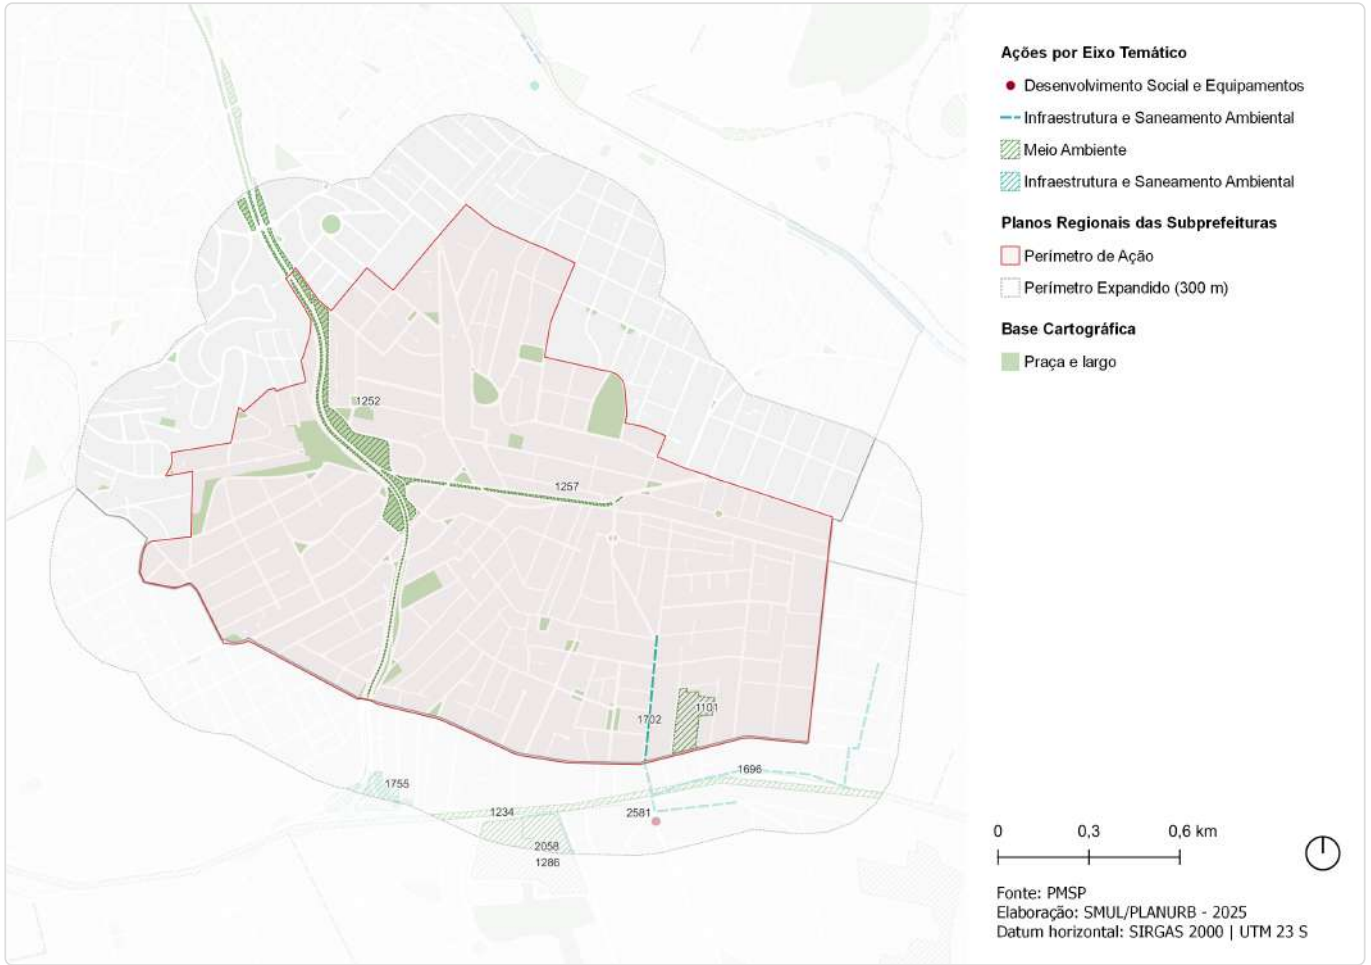 Ações por Eixo Temático
Desenvolvimento Social e Equipamentos
Infraestrutura e Saneamento Ambiental
Meio Ambiente
Infraestrutura e Saneamento Ambiental
Planos Regionais das Subprefeituras
Perímetro de Ação
Perímetro Expandido (300 m)
Base Cartográfica
Praça e largo
1252
1257
1702
1101
1755
1696
1234
2581
2058
1286
0 0,3 0,6 km
Fonte: PMSP
Elaboração: SMUL/PLANURB - 2025
Datum horizontal: SIRGAS 2000 | UTM 23 S